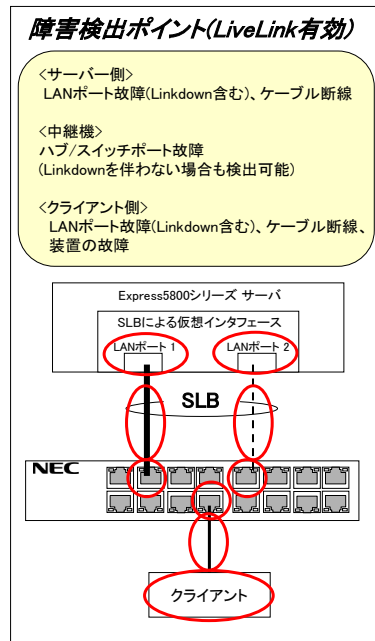 障害検出ポイント(LiveLink有効)
<サーバー側>
LANポート故障(Linkdown含む)、ケーブル断線
<中継機>
ハブ/スイッチポート故障
(Linkdownを伴わない場合も検出可能)
<クライアント側>
LANポート故障(Linkdown含む)、ケーブル断線、
装置の故障
Express5800シリーズ サーバ
SLBによる仮想インタフェース
LANポート 1
LANポート 2
SLB
NEC
クライアント